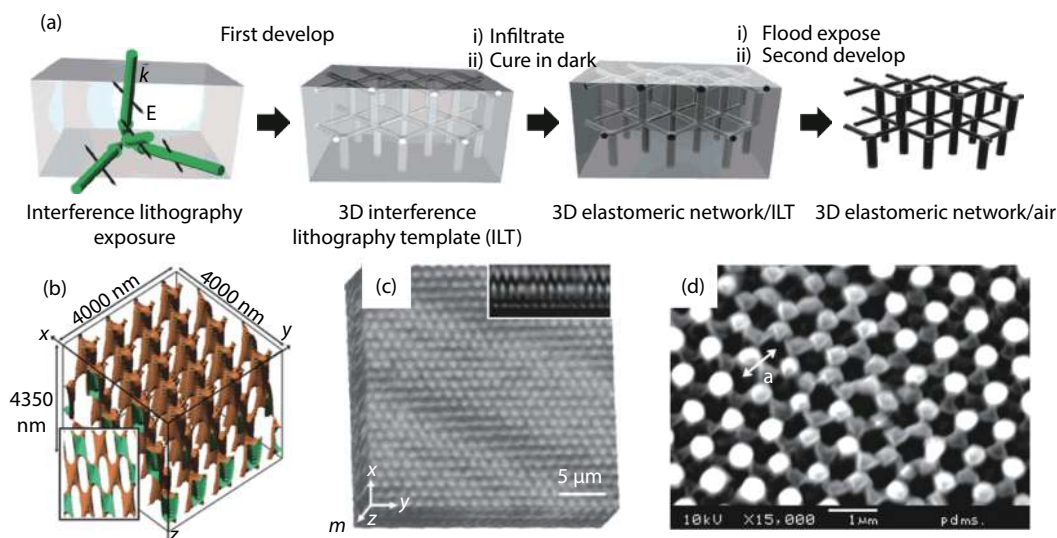 (a)
First develop
i) Infiltrate
ii) Cure in dark
i) Flood expose
ii) Second develop
k
E
Interference lithography
exposure
3D interference
lithography template (ILT)
3D elastomeric network/ILT
3D elastomeric network/air
(b)
4000 nm
4000 nm
x
y
4350
nm
z
(c)
x
y
z
m
5 µm
(d)
a
10kV X15,000 1µm pdms.